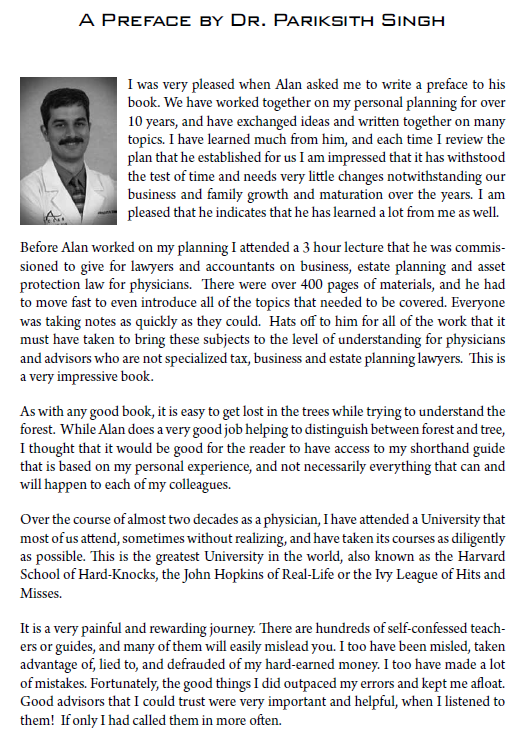 A Preface by Dr. Pariksith Singh
I was very pleased when Alan asked me to write a preface to his
book. We have worked together on my personal planning for over
10 years, and have exchanged ideas and written together on many
topics. I have learned much from him, and each time I review the
plan that he established for us I am impressed that it has withstood
the test of time and needs very little changes notwithstanding our
business and family growth and maturation over the years. I am
pleased that he indicates that he has learned a lot from me as well.
Before Alan worked on my planning I attended a 3 hour lecture that he was commis-
sioned to give for lawyers and accountants on business, estate planning and asset
protection law for physicians. There were over 400 pages of materials, and he had
to move fast to even introduce all of the topics that needed to be covered. Everyone
was taking notes as quickly as they could. Hats off to him for all of the work that it
must have taken to bring these subjects to the level of understanding for physicians
and advisors who are not specialized tax, business and estate planning lawyers. This is
a very impressive book.
As with any good book, it is easy to get lost in the trees while trying to understand the
forest. While Alan does a very good job helping to distinguish between forest and tree,
I thought that it would be good for the reader to have access to my shorthand guide
that is based on my personal experience, and not necessarily everything that can and
will happen to each of my colleagues.
Over the course of almost two decades as a physician, I have attended a University that
most of us attend, sometimes without realizing, and have taken its courses as diligently
as possible. This is the greatest University in the world, also known as the Harvard
School of Hard-Knocks, the John Hopkins of Real-Life or the Ivy League of Hits and
Misses.
It is a very painful and rewarding journey. There are hundreds of self-confessed teach-
ers or guides, and many of them will easily mislead you. I too have been misled, taken
advantage of, lied to, and defrauded of my hard-earned money. I too have made a lot
of mistakes. Fortunately, the good things I did outpaced my errors and kept me afloat.
Good advisors that I could trust were very important and helpful, when I listened to
them! If only I had called them in more often.